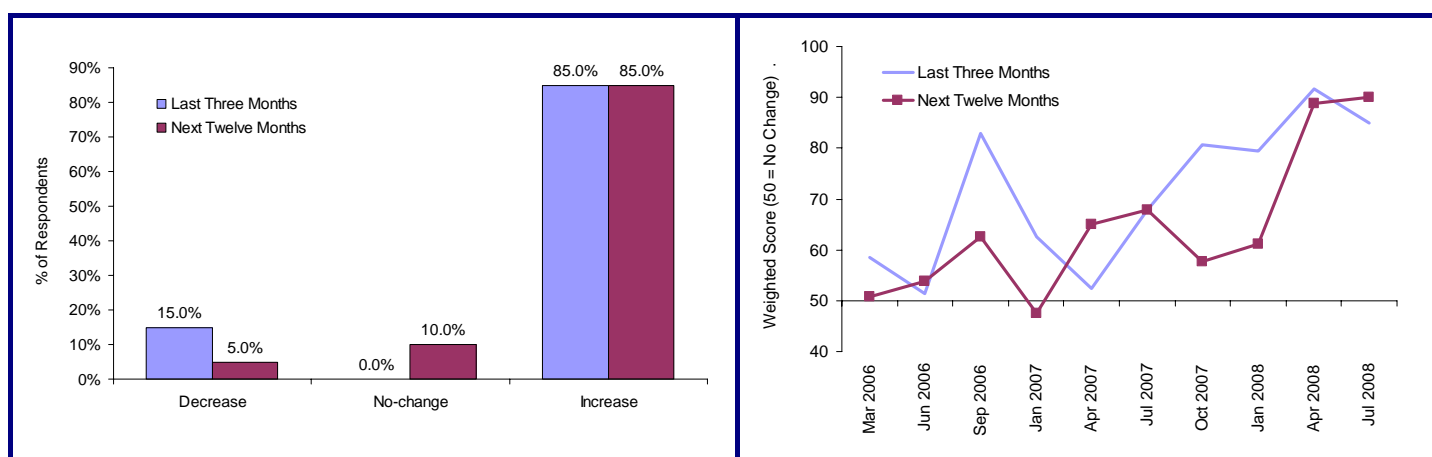 90%
80%
70%
60%
50%
40%
30%
20%
10%
0%
% of Respondents
Last Three Months
Next Twelve Months
15.0%
5.0%
0.0%
10.0%
85.0%
85.0%
Decrease
No-change
Increase
100
90
80
70
60
50
40
Weighted Score (50 = No Change) .
Last Three Months
Next Twelve Months
Mar 2006
Jun 2006
Sep 2006
Jan 2007
Apr 2007
Jul 2007
Oct 2007
Jan 2008
Apr 2008
Jul 2008